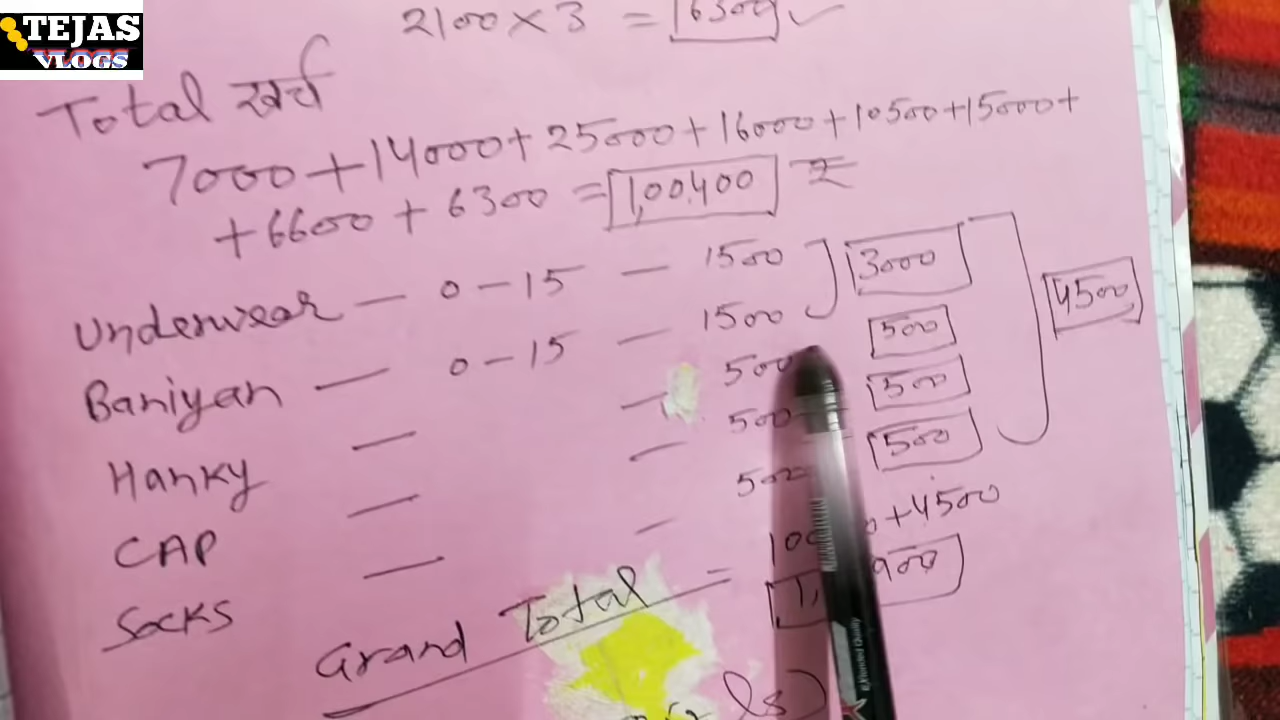 TEJAS
VLOGS
2100 × 3 = 6300 ✓
Total खर्च
7000 + 14000 + 25000 + 16000 + 10500 + 15000 +
+ 6600 + 6300 = 1,00,400 ₹
Underwear — 0 - 15 — 1500 3000
Baniyan — 0 - 15 — 1500 500 4500
Hanky — — 500 500
CAP — — 500 500
Socks — — 500
+ 4500
Grand Total =